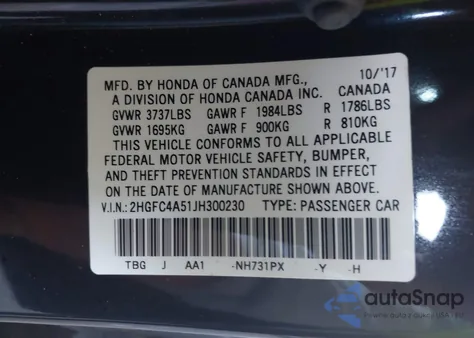 MFD. BY HONDA OF CANADA MFG., 10/'17
A DIVISION OF HONDA CANADA INC.
GVWR 3737LBS GAWR F 1984LBS R 1786LBS
GVWR 1695KG GAWR F 900KG R 810KG
THIS VEHICLE CONFORMS TO ALL APPLICABLE
FEDERAL MOTOR VEHICLE SAFETY, BUMPER,
AND THEFT PREVENTION STANDARDS IN EFFECT
ON THE DATE OF MANUFACTURE SHOWN ABOVE.
V.I.N.:2HGFC4A51JH300230 TYPE: PASSENGER CAR
TBG J AA1 -NH731PX -Y -H
autoSnap